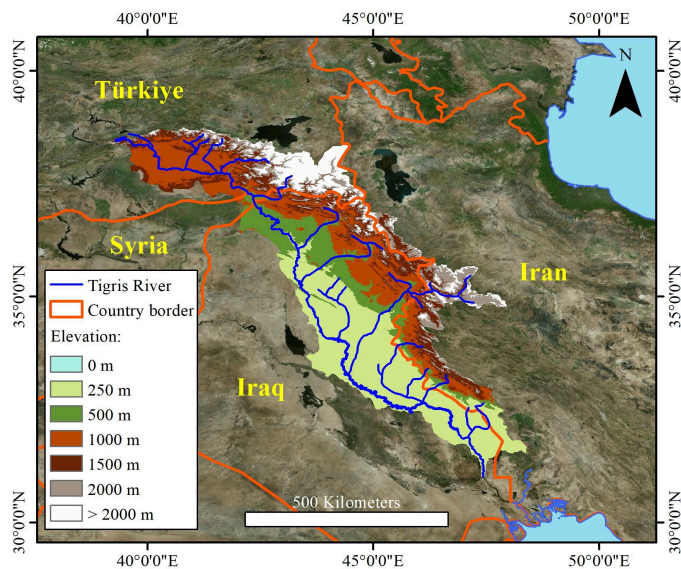 40°0'0"E 45°0'0"E 50°0'0"E
N
40°0'0"N
40°0'0"N
Türkiye
Syria
Iran
Iraq
35°0'0"N
35°0'0"N
Tigris River
Country border
Elevation:
0 m
250 m
500 m
1000 m
1500 m
2000 m
> 2000 m
500 Kilometers
30°0'0"N
30°0'0"N
40°0'0"E 45°0'0"E 50°0'0"E